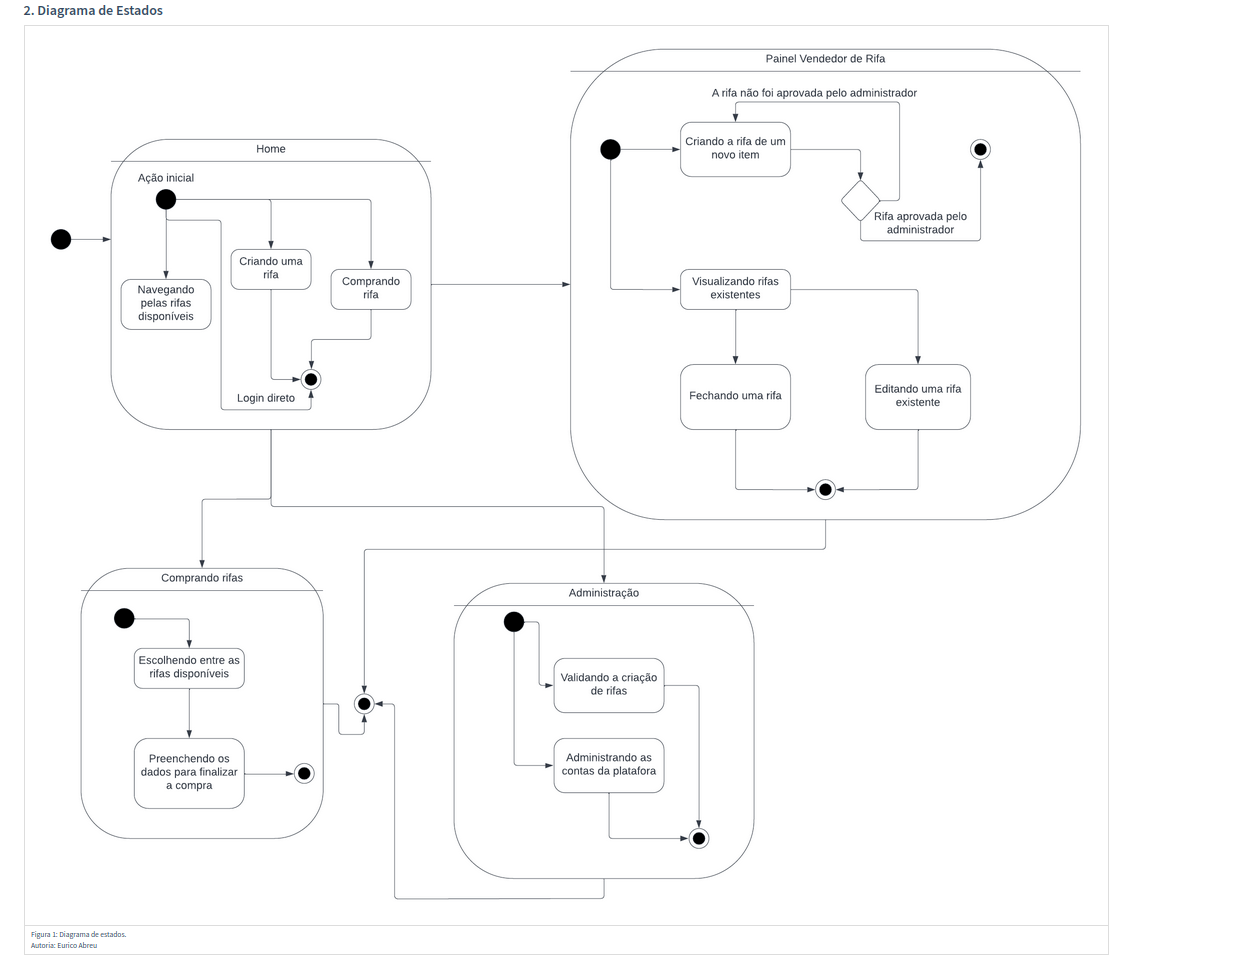 2. Diagrama de Estados
Painel Vendedor de Rifa
A rifa não foi aprovada pelo administrador
Criando a rifa de um
novo item
Rifa aprovada pelo
administrador
Visualizando rifas
existentes
Fechando uma rifa
Editando uma rifa
existente
Home
Ação inicial
Navegando
pelas rifas
disponíveis
Criando uma
rifa
Comprando
rifa
Login direto
Comprando rifas
Escolhendo entre as
rifas disponíveis
Preenchendo os
dados para finalizar
a compra
Administração
Validando a criação
de rifas
Administrando as
contas da platafora
Figura 1: Diagrama de estados.
Autoria: Eurico Abreu